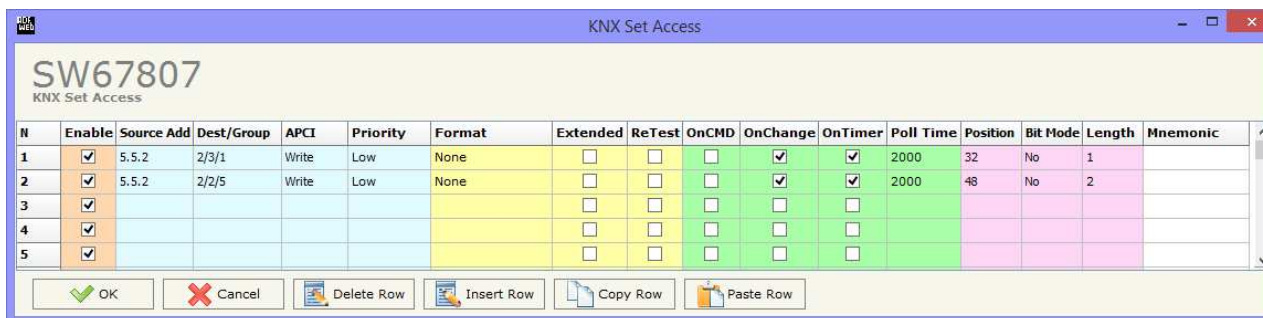 ADF
WEB
KNX Set Access
SW67807
KNX Set Access
N Enable Source Add Dest/Group APCI Priority Format Extended ReTest OnCMD OnChange OnTimer Poll Time Position Bit Mode Length Mnemonic
1 5.5.2 2/3/1 Write Low None 2000 32 No 1
2 5.5.2 2/2/5 Write Low None 2000 48 No 2
3
4
5
OK Cancel Delete Row Insert Row Copy Row Paste Row